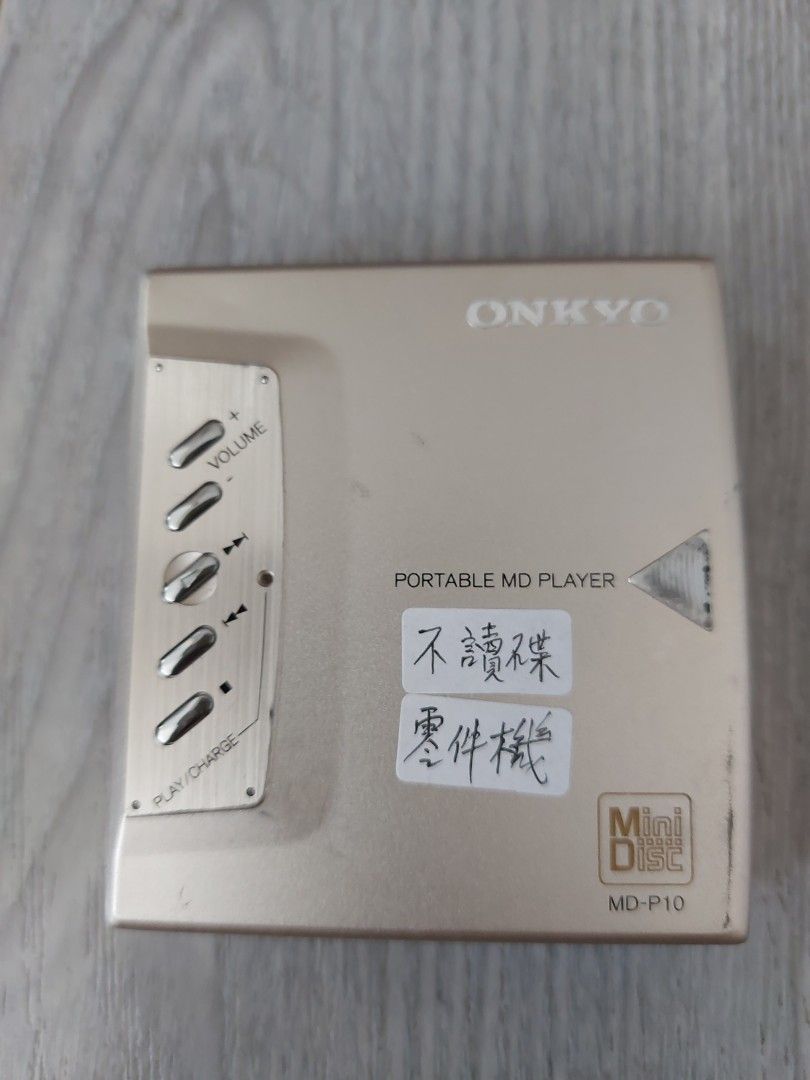 ONKYO
+
VOLUME
-
PLAY/CHARGE
PORTABLE MD PLAYER
不讀碟
零件機
Mini
Disc
MD-P10